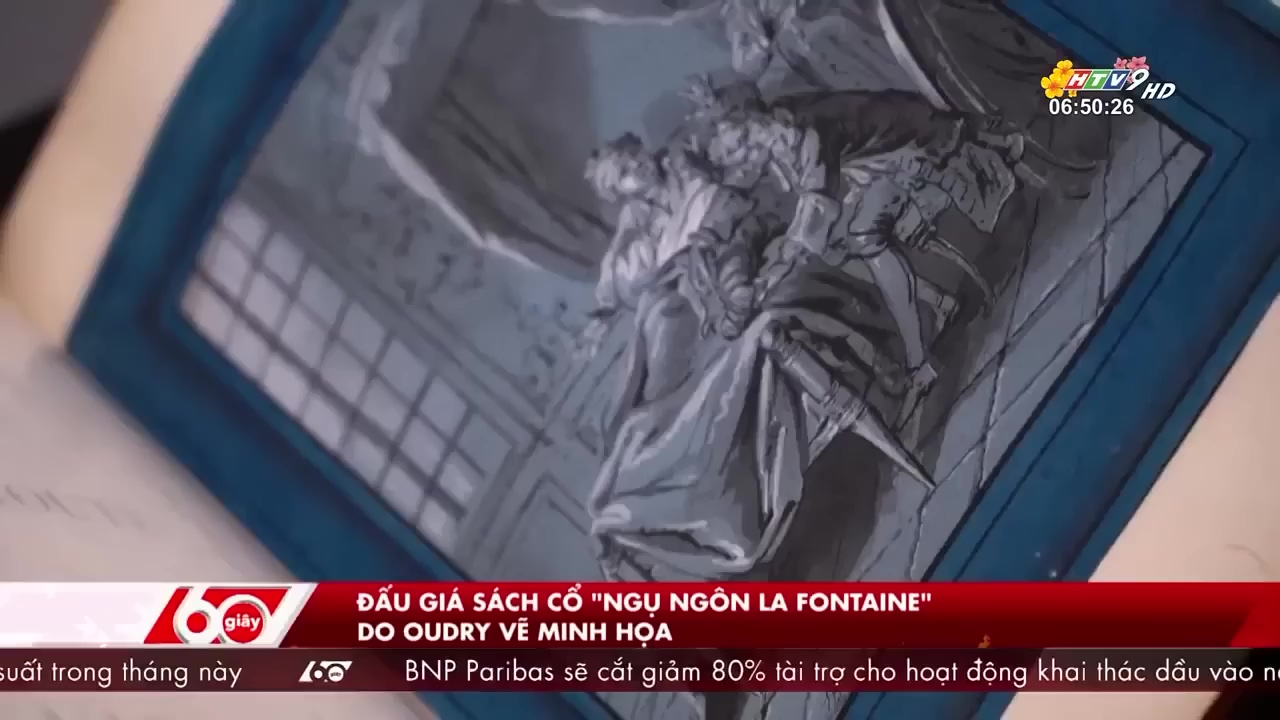 HTV9 HD
06:50:26
60 giây
ĐẤU GIÁ SÁCH CỔ "NGỤ NGÔN LA FONTAINE"
DO OUDRY VẼ MINH HỌA
suất trong tháng này 60 giây BNP Paribas sẽ cắt giảm 80% tài trợ cho hoạt động khai thác dầu vào